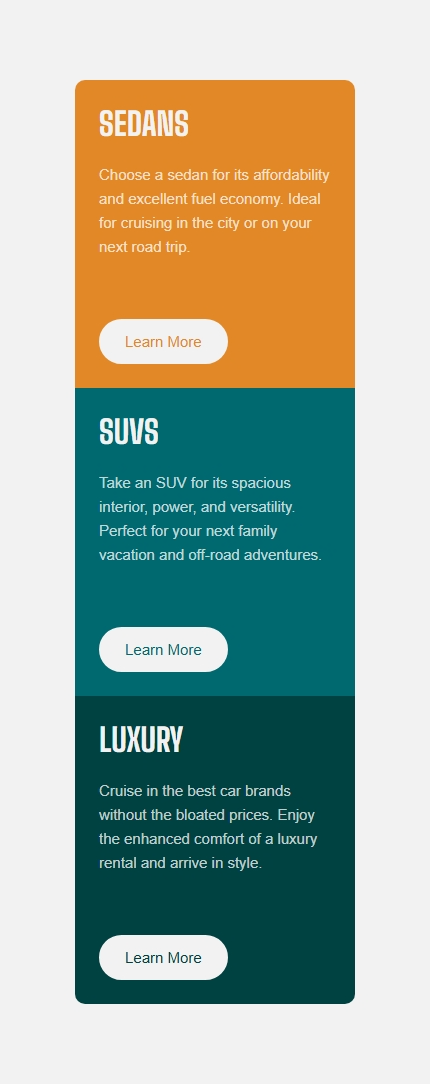 SEDANS
Choose a sedan for its affordability
and excellent fuel economy. Ideal
for cruising in the city or on your
next road trip.
Learn More
SUVS
Take an SUV for its spacious
interior, power, and versatility.
Perfect for your next family
vacation and off-road adventures.
Learn More
LUXURY
Cruise in the best car brands
without the bloated prices. Enjoy
the enhanced comfort of a luxury
rental and arrive in style.
Learn More